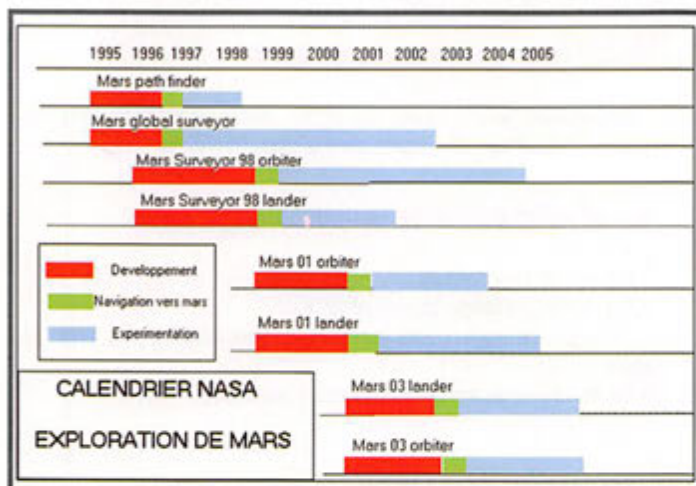 1995 1996 1997 1998 1999 2000 2001 2002 2003 2004 2005
Mars path finder
Mars global surveyor
Mars Surveyor 98 orbiter
Mars Surveyor 98 lander
Mars 01 orbiter
Developpement
Navigation vers mars
Experimentation
Mars 01 lander
CALENDRIER NASA
EXPLORATION DE MARS
Mars 03 lander
Mars 03 orbiter